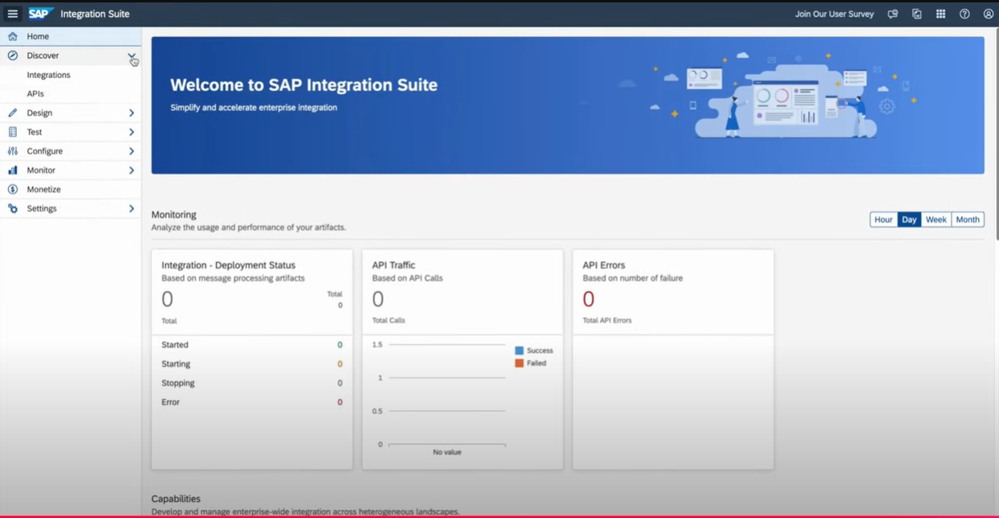 SAP Integration Suite
Join Our User Survey
Home
Discover
Integrations
APIs
Design
Test
Configure
Monitor
Monetize
Settings
Welcome to SAP Integration Suite
Simplify and accelerate enterprise integration
Monitoring
Analyze the usage and performance of your artifacts.
Hour Day Week Month
Integration - Deployment Status
Based on message processing artifacts
0
Total
0
Total
Started 0
Starting 0
Stopping 0
Error 0
API Traffic
Based on API Calls
0
Total Calls
1.5
1
0.5
0
No value
Success
Failed
API Errors
Based on number of failure
0
Total API Errors
Capabilities
Develop and manage enterprise-wide integration across heterogeneous landscapes.